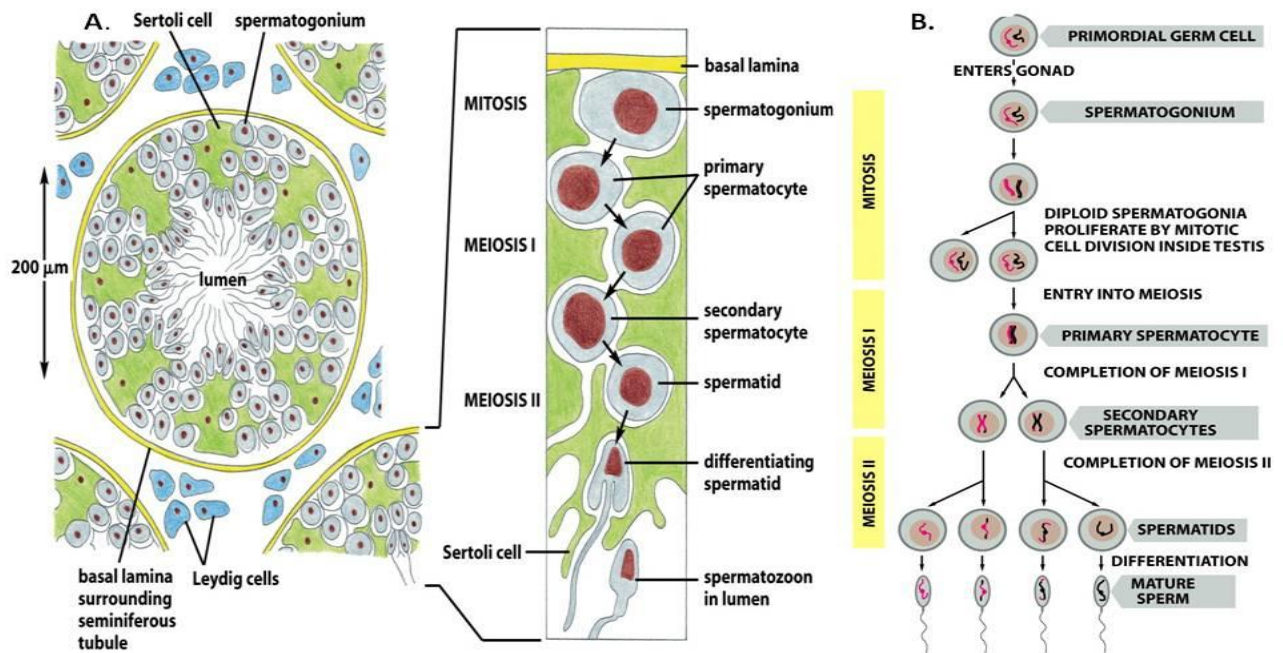 A.
Sertoli cell
spermatogonium
200 µm
lumen
basal lamina
surrounding
seminiferous
tubule
Leydig cells
MITOSIS
MEIOSIS I
MEIOSIS II
basal lamina
spermatogonium
primary
spermatocyte
secondary
spermatocyte
spermatid
differentiating
spermatid
Sertoli cell
spermatozoon
in lumen
B.
PRIMORDIAL GERM CELL
ENTERS GONAD
SPERMATOGONIUM
MITOSIS
DIPLOID SPERMATOGONIA
PROLIFERATE BY MITOTIC
CELL DIVISION INSIDE TESTIS
ENTRY INTO MEIOSIS
MEIOSIS I
PRIMARY SPERMATOCYTE
COMPLETION OF MEIOSIS I
SECONDARY
SPERMATOCYTES
MEIOSIS II
COMPLETION OF MEIOSIS II
SPERMATIDS
DIFFERENTIATION
MATURE
SPERM